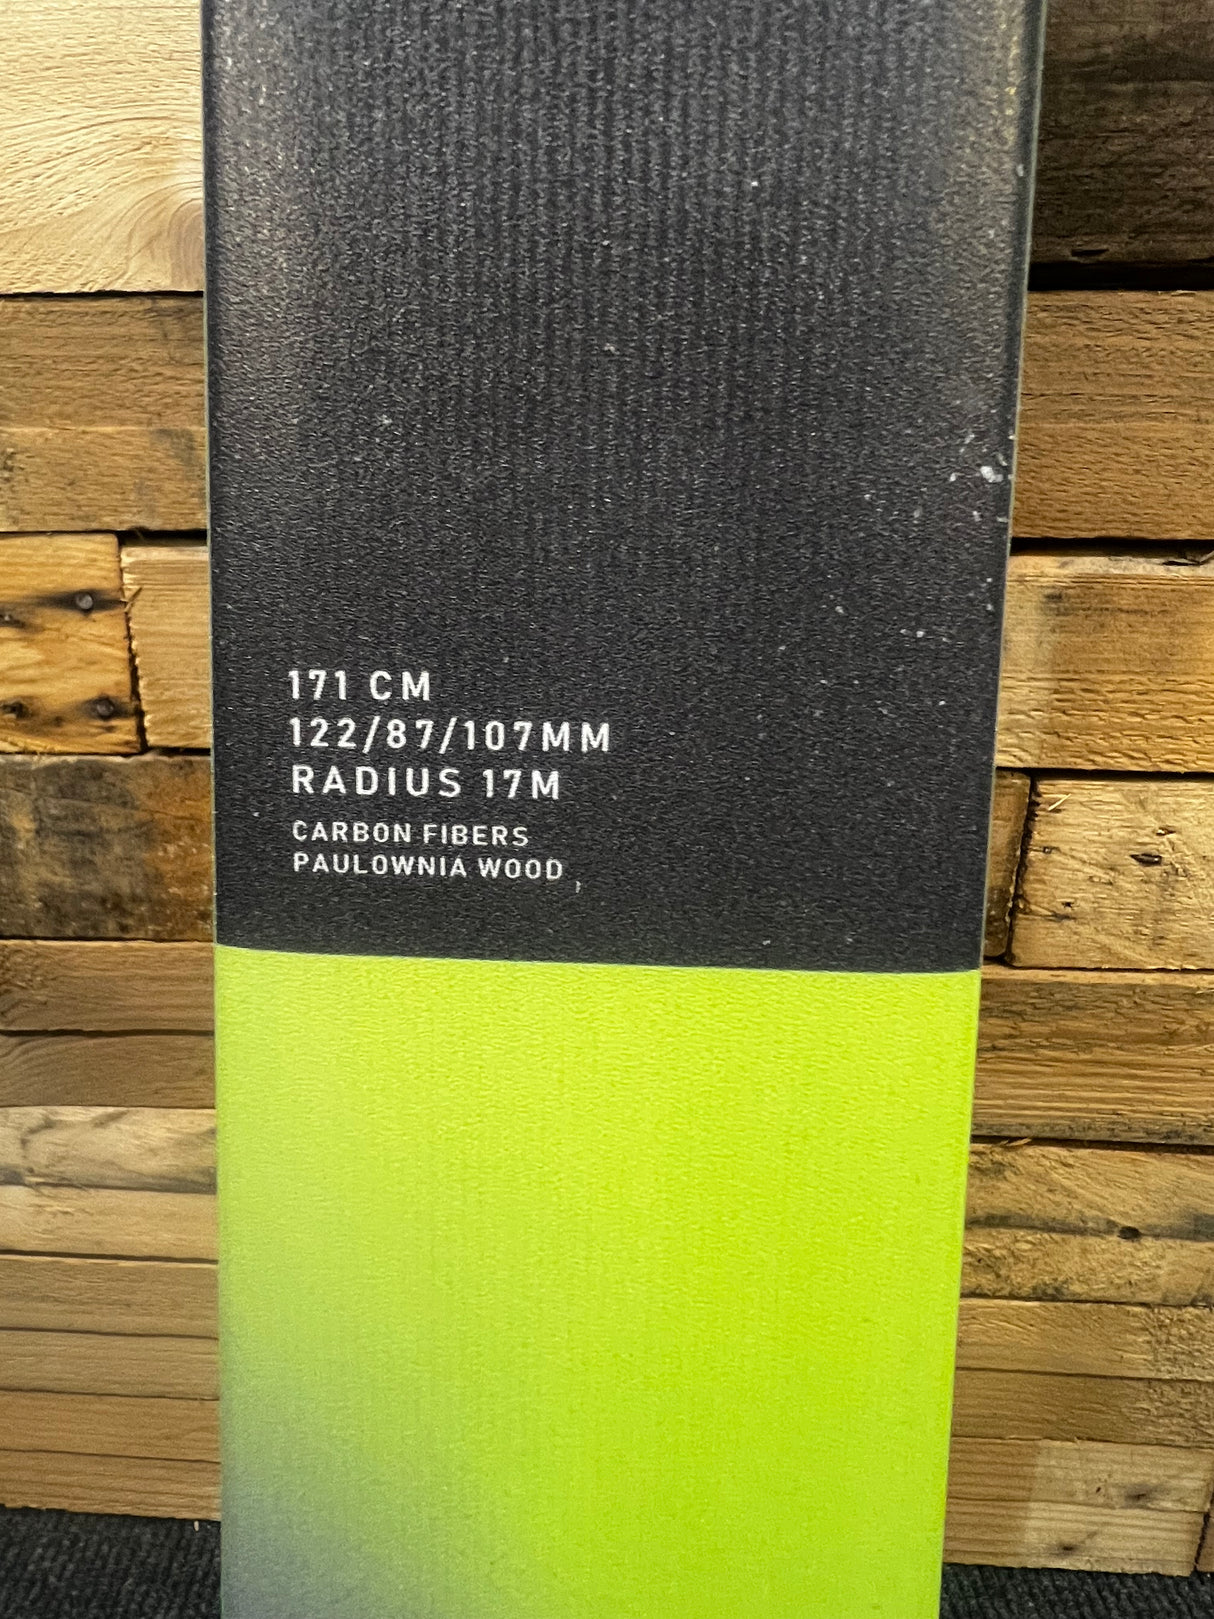 171 CM
122/87/107MM
RADIUS 17M
CARBON FIBERS
PAULOWNIA WOOD